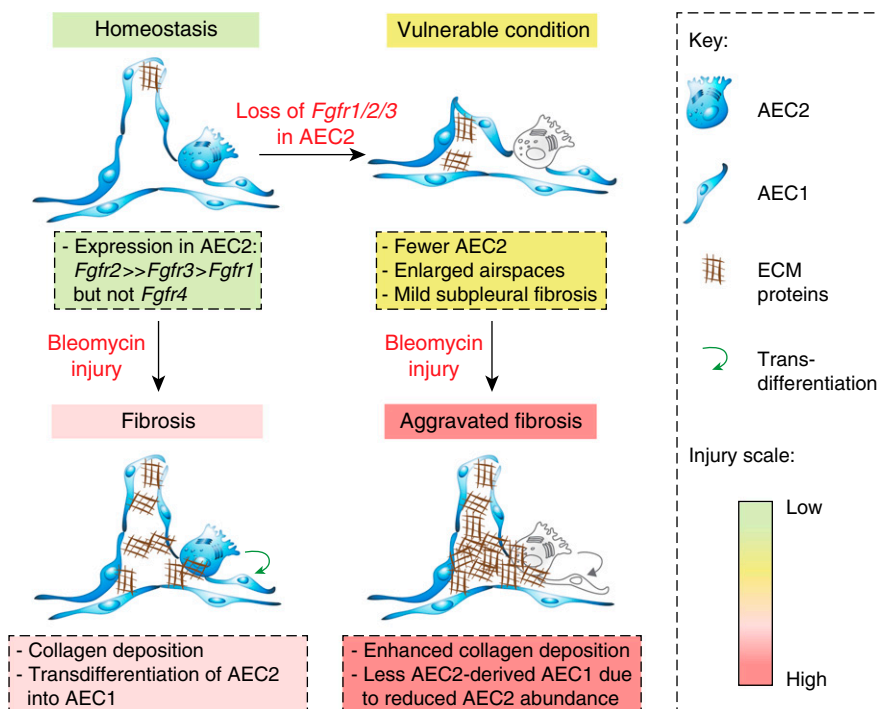 Homeostasis
Vulnerable condition
Loss of Fgfr1/2/3
in AEC2
- Expression in AEC2:
Fgfr2>>Fgfr3>Fgfr1
but not Fgfr4
- Fewer AEC2
- Enlarged airspaces
- Mild subpleural fibrosis
Bleomycin
injury
Bleomycin
injury
Fibrosis
Aggravated fibrosis
- Collagen deposition
- Transdifferentiation of AEC2
into AEC1
- Enhanced collagen deposition
- Less AEC2-derived AEC1 due
to reduced AEC2 abundance
Key:
AEC2
AEC1
ECM
proteins
Trans-
differentiation
Injury scale:
Low
High